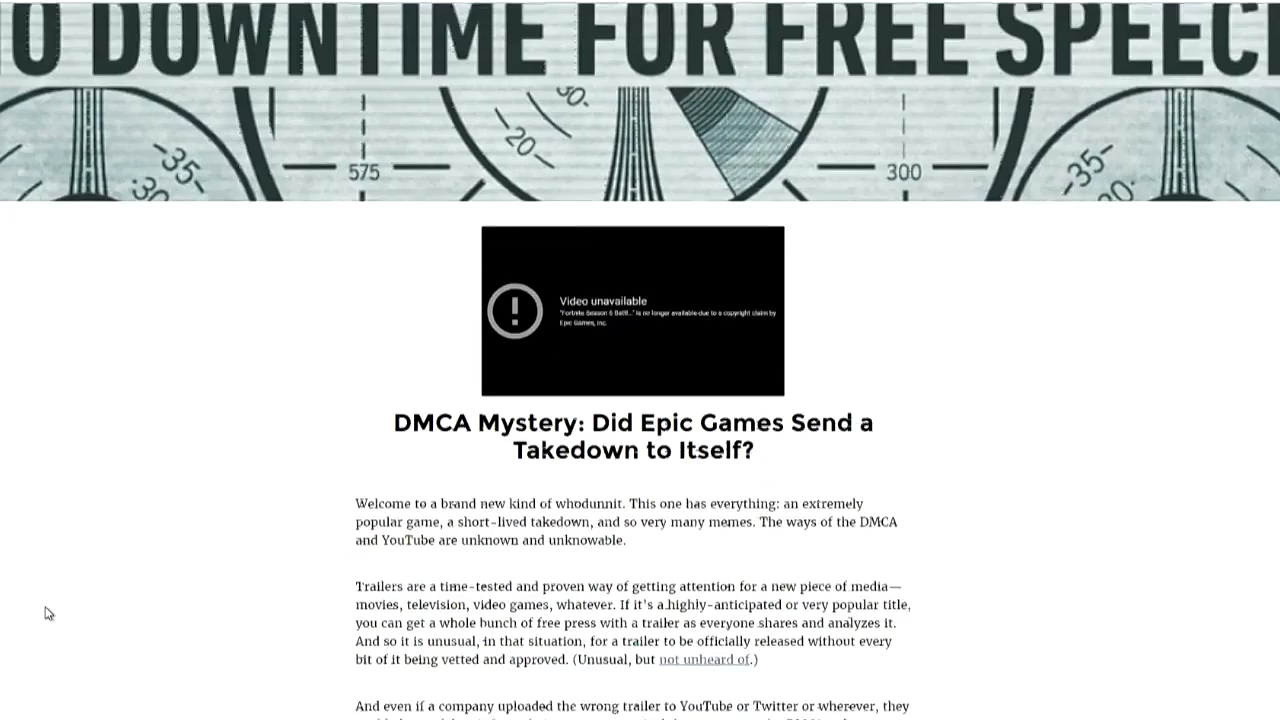 O DOWNTIME FOR FREE SPEECH
-35-
30-
575
-20-
30-
300
-35-
30-
Video unavailable
"Fortnite Season 6 Battl..." is no longer available due to a copyright claim by
Epic Games, Inc.
DMCA Mystery: Did Epic Games Send a
Takedown to Itself?
Welcome to a brand new kind of whodunnit. This one has everything: an extremely
popular game, a short-lived takedown, and so very many memes. The ways of the DMCA
and YouTube are unknown and unknowable.
Trailers are a time-tested and proven way of getting attention for a new piece of media—
movies, television, video games, whatever. If it's a highly-anticipated or very popular title,
you can get a whole bunch of free press with a trailer as everyone shares and analyzes it.
And so it is unusual, in that situation, for a trailer to be officially released without every
bit of it being vetted and approved. (Unusual, but not unheard of.)
And even if a company uploaded the wrong trailer to YouTube or Twitter or wherever, they